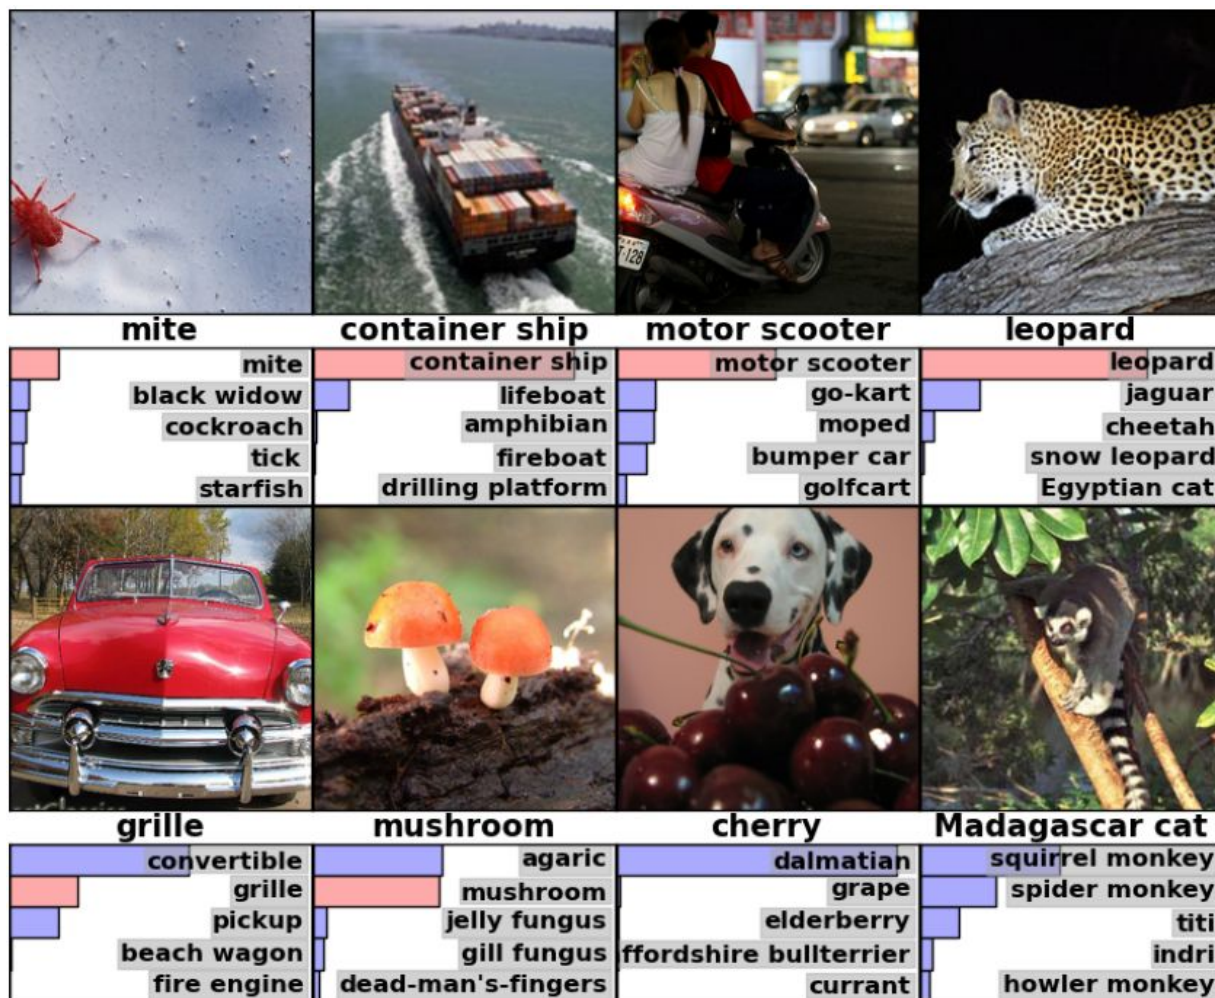 T-128
mite
container ship
motor scooter
leopard
mite
black widow
cockroach
tick
starfish
container ship
lifeboat
amphibian
fireboat
drilling platform
motor scooter
go-kart
moped
bumper car
golfcart
leopard
jaguar
cheetah
snow leopard
Egyptian cat
grille
mushroom
cherry
Madagascar cat
convertible
grille
pickup
beach wagon
fire engine
agaric
mushroom
jelly fungus
gill fungus
dead-man's-fingers
dalmatian
grape
elderberry
ffordshire bullterrier
currant
squirrel monkey
spider monkey
titi
indri
howler monkey